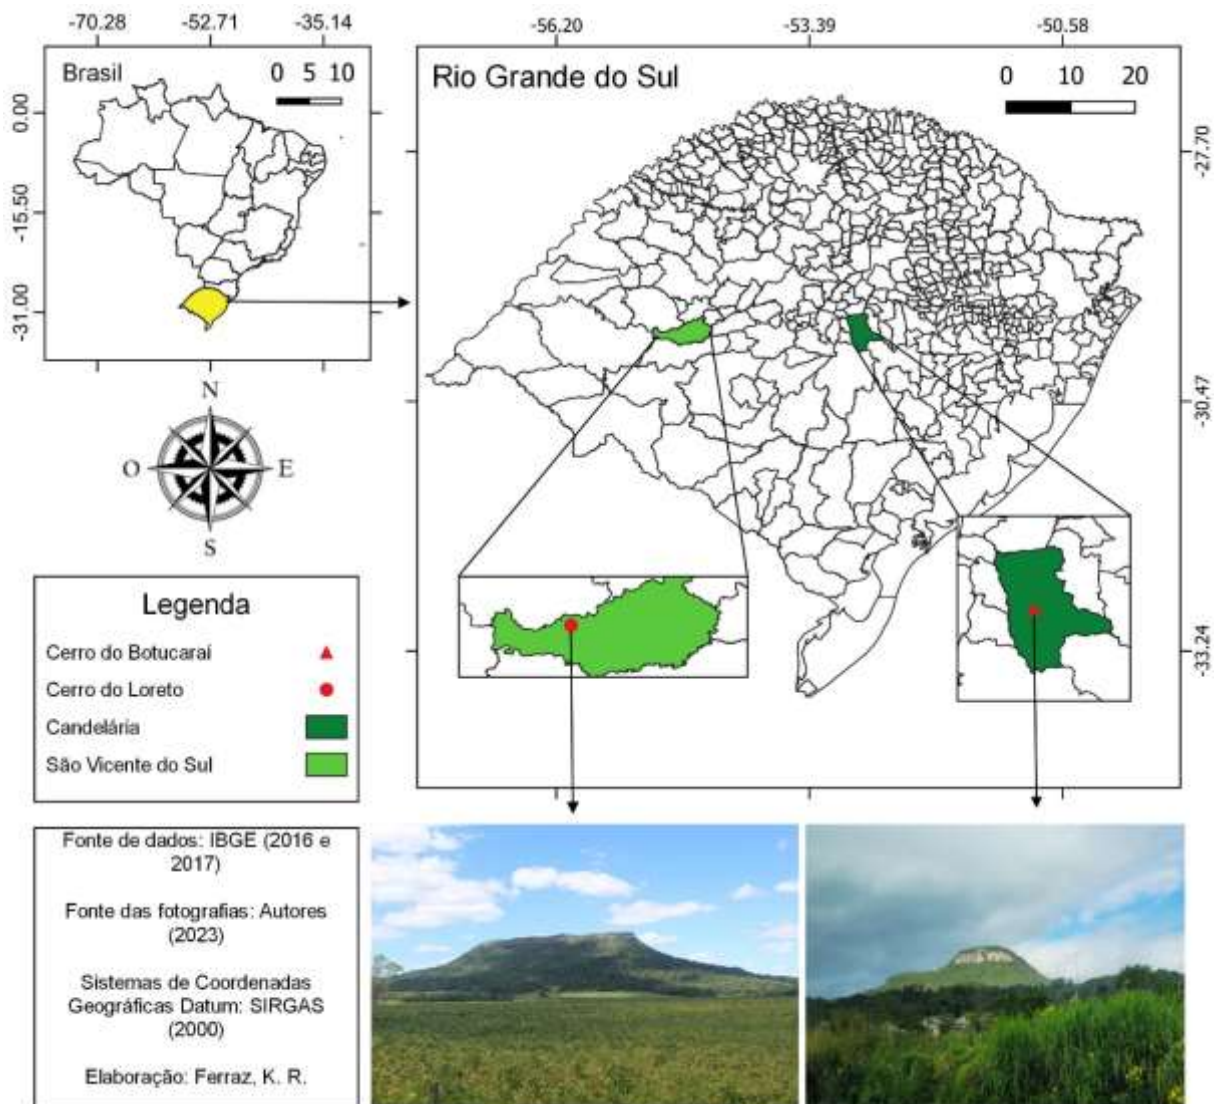 -70.28 -52.71 -35.14
-56.20 -53.39 -50.58
Brasil
0 5 10
0.00
-15.50
-31.00
Rio Grande do Sul
0 10 20
-27.70
-30.47
-33.24
N
O E
S
Legenda
Cerro do Botucaraí
Cerro do Loreto
Candelária
São Vicente do Sul
Fonte de dados: IBGE (2016 e
2017)
Fonte das fotografias: Autores
(2023)
Sistemas de Coordenadas
Geográficas Datum: SIRGAS
(2000)
Elaboração: Ferraz, K. R.